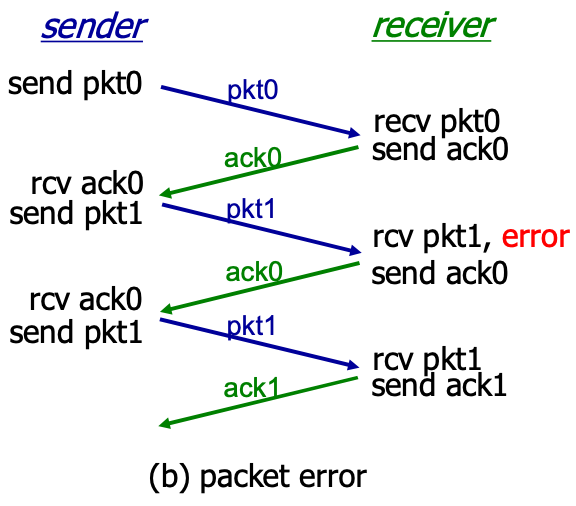 sender
receiver
send pkt0
pkt0
recv pkt0
ack0
send ack0
rcv ack0
send pkt1
pkt1
rcv pkt1, error
ack0
send ack0
rcv ack0
send pkt1
pkt1
rcv pkt1
ack1
send ack1
(b) packet error